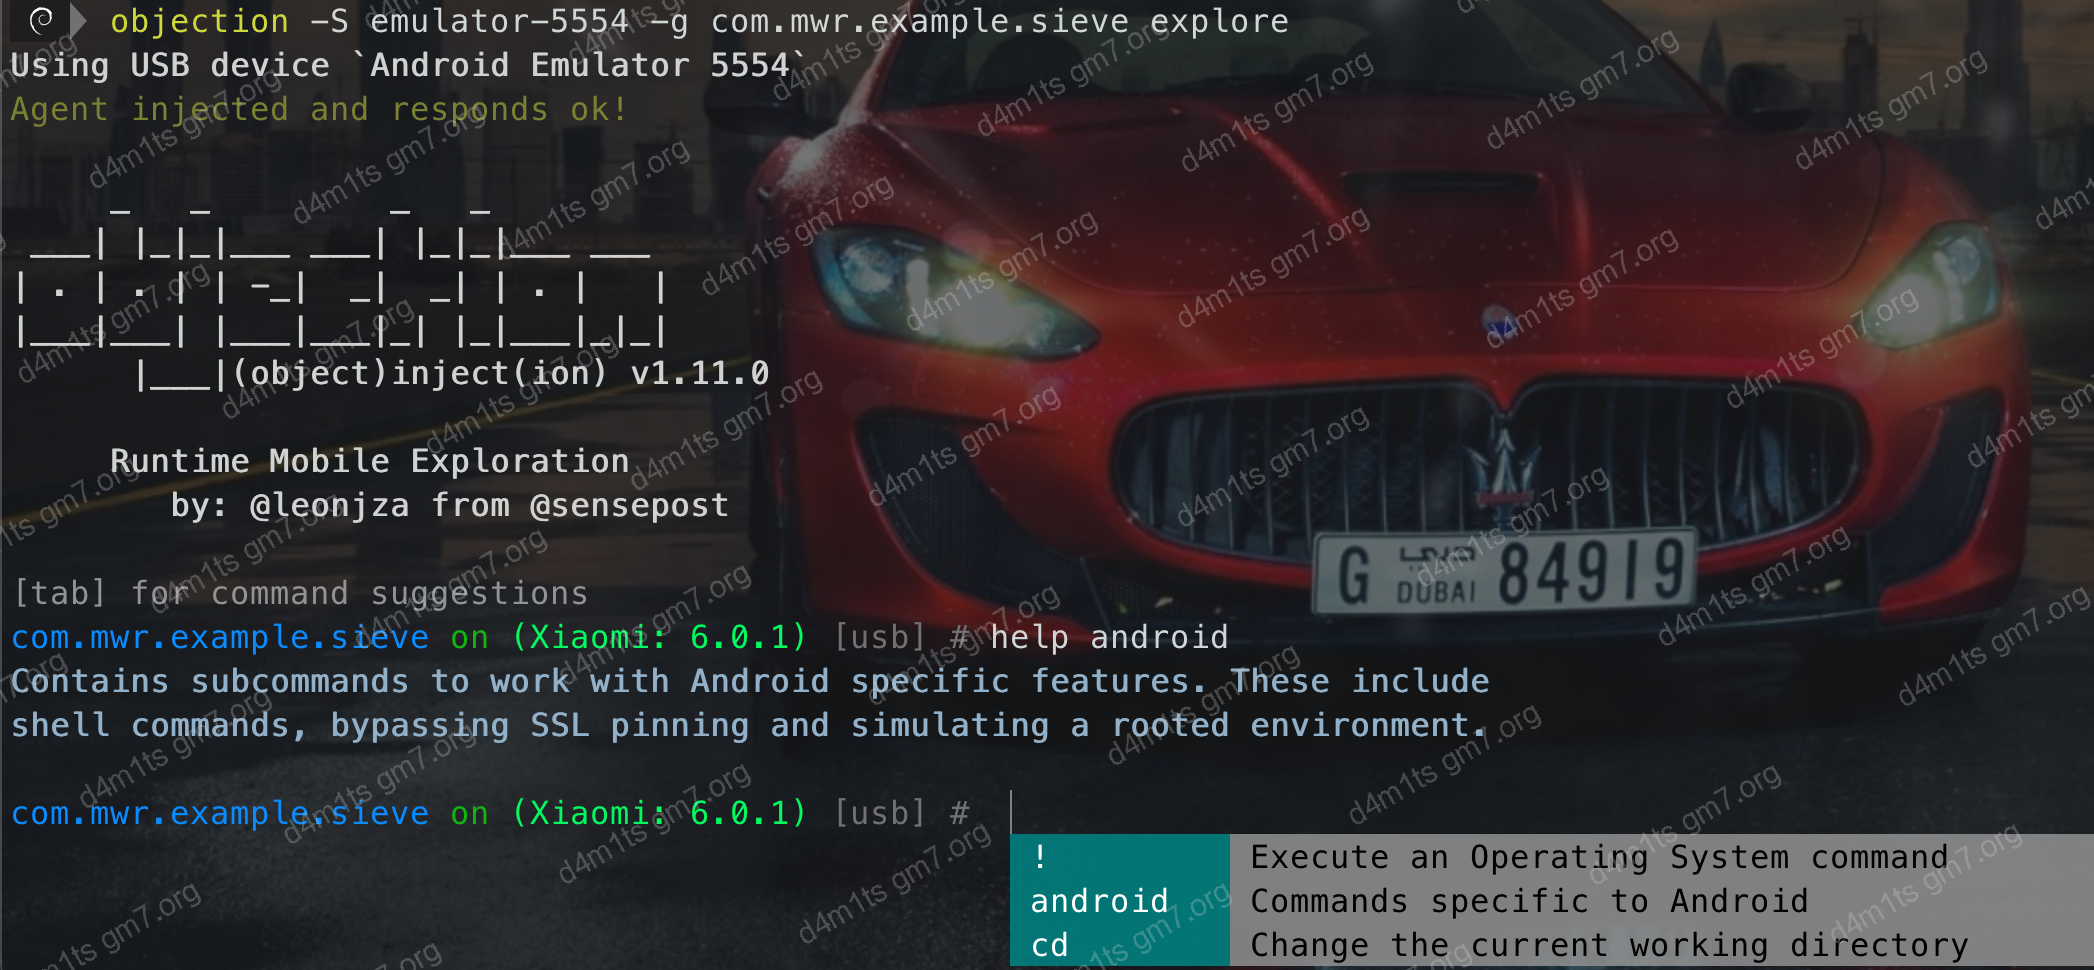 objection -S emulator-5554 -g com.mwr.example.sieve explore
Using USB device `Android Emulator 5554`
Agent injected and responds ok!
     _   _         _   _
 ___| |_|_|___ ___| |_|_|___ ___
| . | . | | -_|  _|  _| | . |   |
|___|___| |___|___|_| |_|___|_|_|
      |___|(object)inject(ion) v1.11.0
Runtime Mobile Exploration
by: @leonjza from @sensepost
[tab] for command suggestions
com.mwr.example.sieve on (Xiaomi: 6.0.1) [usb] # help android
Contains subcommands to work with Android specific features. These include
shell commands, bypassing SSL pinning and simulating a rooted environment.
com.mwr.example.sieve on (Xiaomi: 6.0.1) [usb] #
! Execute an Operating System command
android Commands specific to Android
cd Change the current working directory
G DUBAI 84919
d4m1ts gm7.org